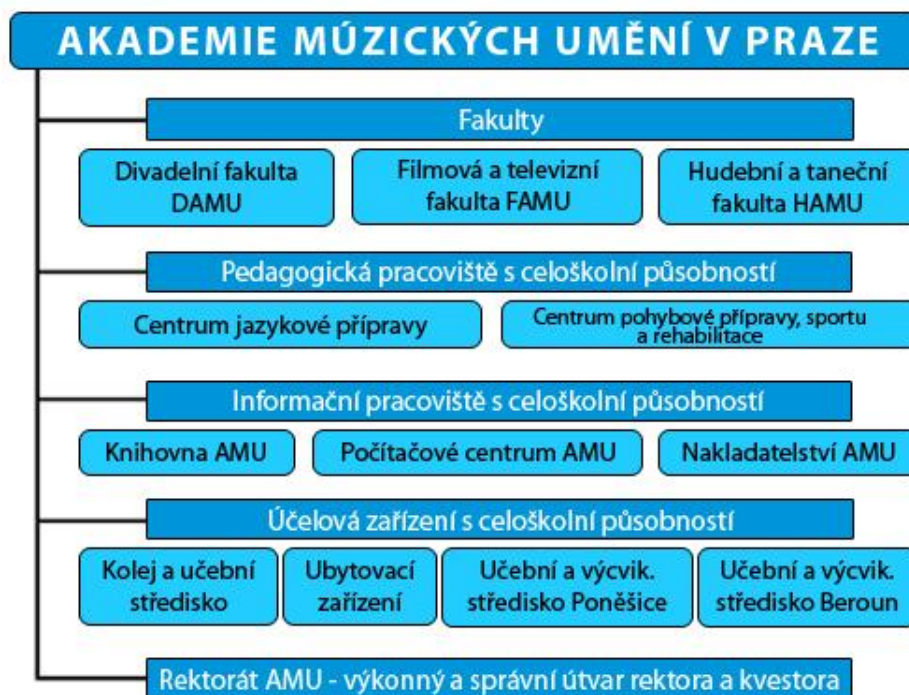 AKADEMIE MÚZICKÝCH UMĚNÍ V PRAZE
Fakulty
Divadelní fakulta
DAMU
Filmová a televizní
fakulta FAMU
Hudební a taneční
fakulta HAMU
Pedagogická pracoviště s celoškolní působností
Centrum jazykové přípravy
Centrum pohybové přípravy, sportu
a rehabilitace
Informační pracoviště s celoškolní působností
Knihovna AMU
Počítačové centrum AMU
Nakladatelství AMU
Účelová zařízení s celoškolní působností
Kolej a učební
středisko
Ubytovací
zařízení
Učební a výcvik.
středisko Poněšice
Učební a výcvik.
středisko Beroun
Rektorát AMU - výkonný a správní útvar rektora a kvestora